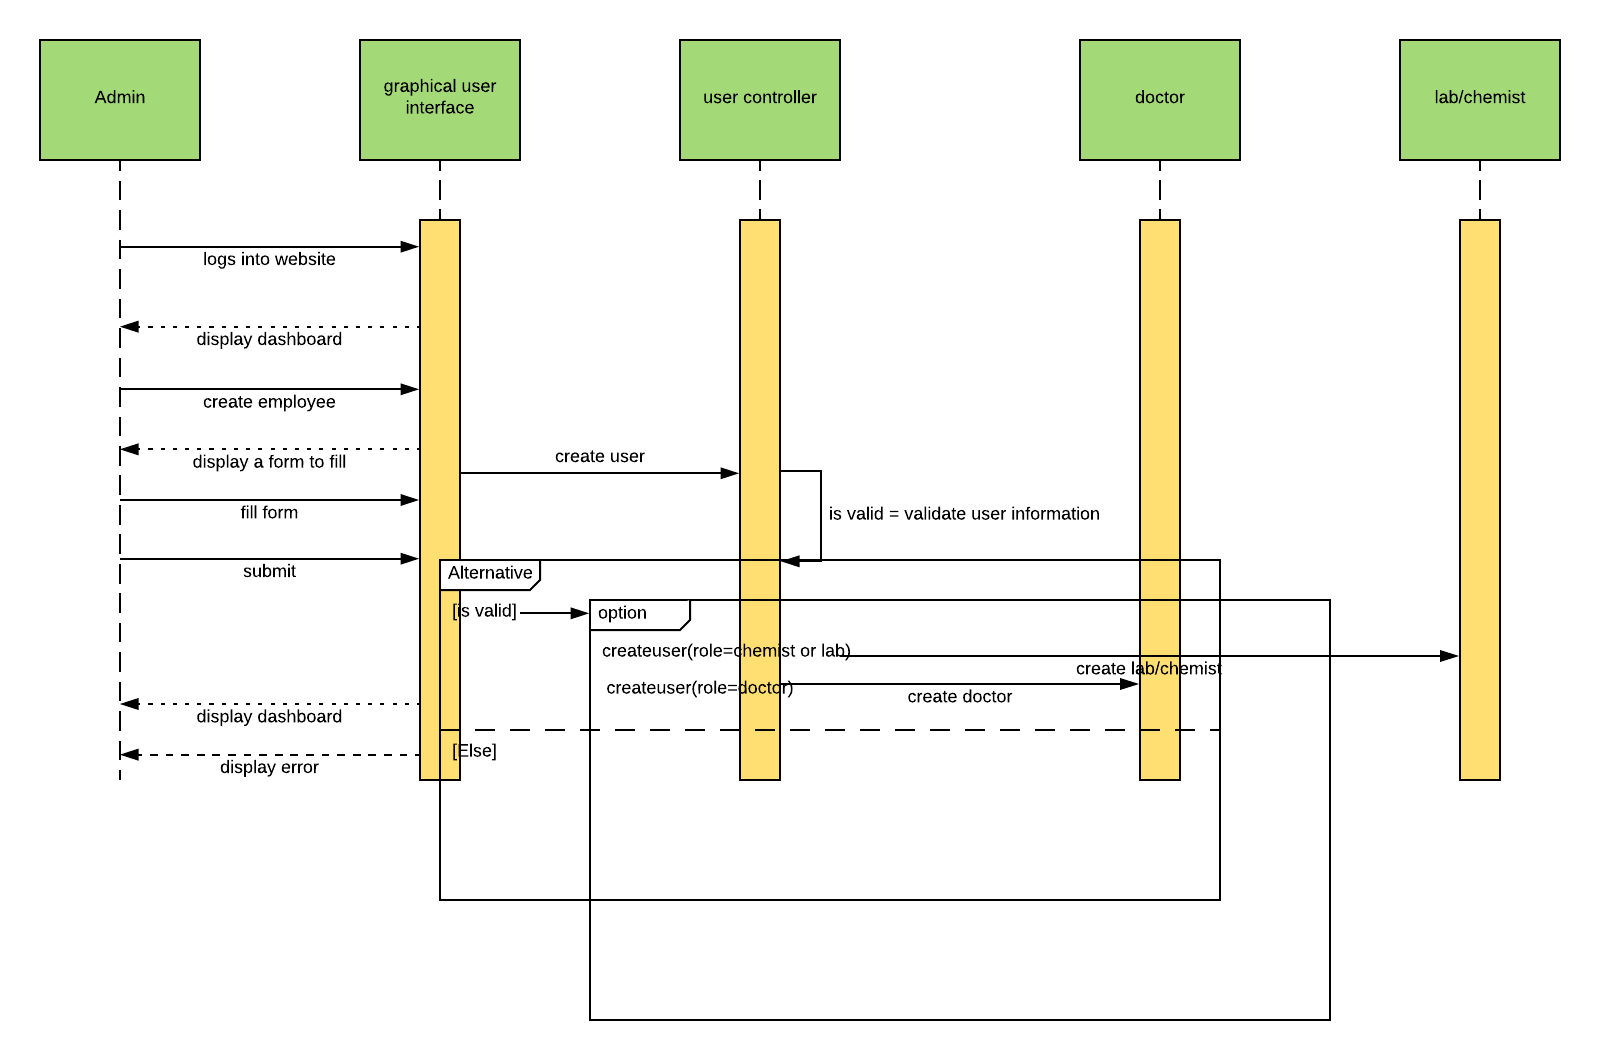 Admin
graphical user
interface
user controller
doctor
lab/chemist
logs into website
display dashboard
create employee
create user
display a form to fill
fill form
is valid = validate user information
submit
Alternative
[is valid]
option
createuser(role=chemist or lab)
create lab/chemist
createuser(role=doctor)
create doctor
display dashboard
[Else]
display error